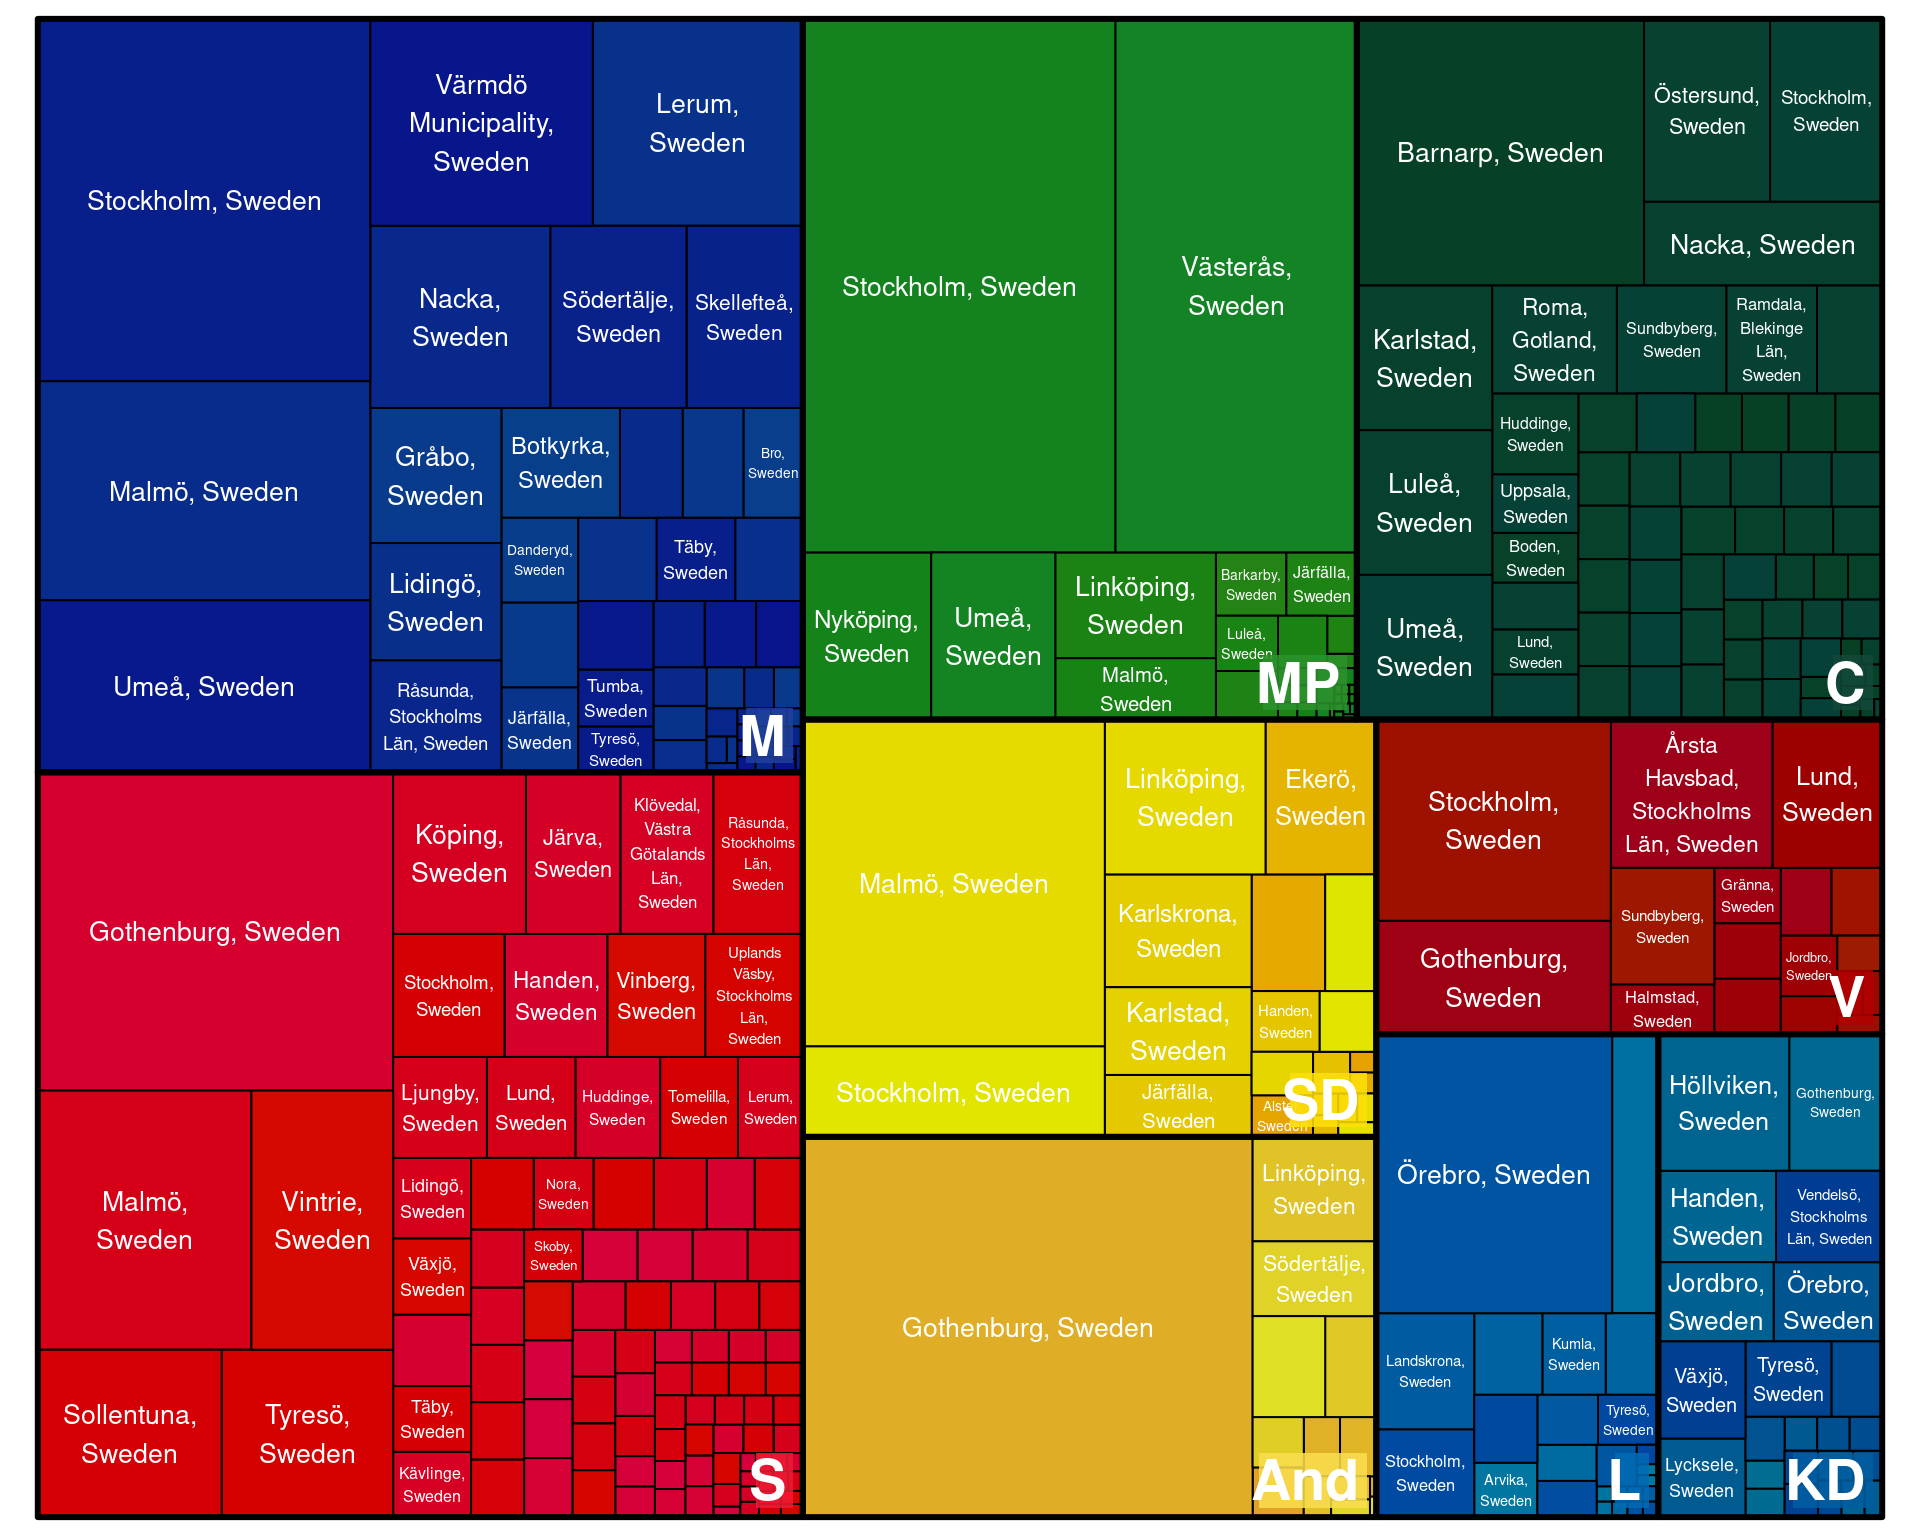 Stockholm, Sweden
Värmdö
Municipality,
Sweden
Lerum,
Sweden
Nacka,
Sweden
Södertälje,
Sweden
Skellefteå,
Sweden
Malmö, Sweden
Gråbo,
Sweden
Botkyrka,
Sweden
Bro,
Sweden
Danderyd,
Sweden
Täby,
Sweden
Lidingö,
Sweden
Umeå, Sweden
Råsunda,
Stockholms
Län, Sweden
Järfälla,
Sweden
Tumba,
Sweden
Tyresö,
Sweden
M
Stockholm, Sweden
Västerås,
Sweden
Nyköping,
Sweden
Umeå,
Sweden
Linköping,
Sweden
Malmö,
Sweden
Barkarby,
Sweden
Järfälla,
Sweden
Luleå,
Sweden
MP
Barnarp, Sweden
Östersund,
Sweden
Stockholm,
Sweden
Nacka, Sweden
Karlstad,
Sweden
Roma,
Gotland,
Sweden
Sundbyberg,
Sweden
Ramdala,
Blekinge
Län,
Sweden
Huddinge,
Sweden
Luleå,
Sweden
Uppsala,
Sweden
Boden,
Sweden
Umeå,
Sweden
Lund,
Sweden
C
Gothenburg, Sweden
Köping,
Sweden
Järva,
Sweden
Klövedal,
Västra
Götalands
Län,
Sweden
Råsunda,
Stockholms
Län,
Sweden
Stockholm,
Sweden
Handen,
Sweden
Vinberg,
Sweden
Uplands
Väsby,
Stockholms
Län,
Sweden
Malmö,
Sweden
Vintrie,
Sweden
Ljungby,
Sweden
Lund,
Sweden
Huddinge,
Sweden
Tomelilla,
Sweden
Lerum,
Sweden
Lidingö,
Sweden
Nora,
Sweden
Växjö,
Sweden
Skoby,
Sweden
Sollentuna,
Sweden
Tyresö,
Sweden
Täby,
Sweden
Kävlinge,
Sweden
S
Malmö, Sweden
Linköping,
Sweden
Ekerö,
Sweden
Karlskrona,
Sweden
Karlstad,
Sweden
Handen,
Sweden
Stockholm, Sweden
Järfälla,
Sweden
Sweden
SD
Gothenburg, Sweden
Linköping,
Sweden
Södertälje,
Sweden
And
Stockholm,
Sweden
Årsta
Havsbad,
Stockholms
Län, Sweden
Lund,
Sweden
Gothenburg,
Sweden
Sundbyberg,
Sweden
Gränna,
Sweden
Jordbro,
Sweden
Halmstad,
Sweden
V
Örebro, Sweden
Landskrona,
Sweden
Kumla,
Sweden
Tyresö,
Sweden
Stockholm,
Sweden
Arvika,
Sweden
L
Höllviken,
Sweden
Gothenburg,
Sweden
Handen,
Sweden
Vendelsö,
Stockholms
Län, Sweden
Jordbro,
Sweden
Örebro,
Sweden
Växjö,
Sweden
Tyresö,
Sweden
Lycksele,
Sweden
KD